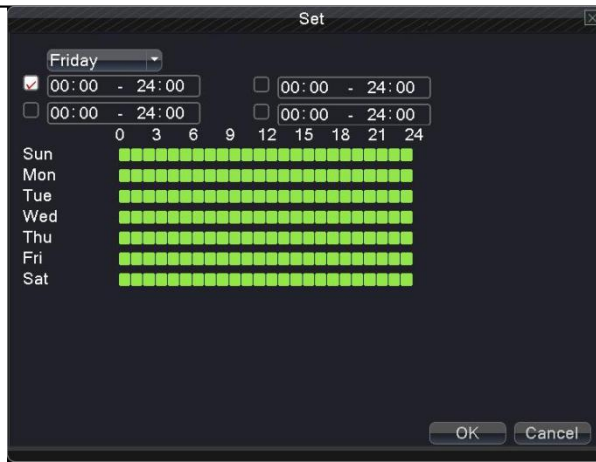 Set
Friday
00:00 - 24:00 00:00 - 24:00
00:00 - 24:00 00:00 - 24:00
0 3 6 9 12 15 18 21 24
Sun
Mon
Tue
Wed
Thu
Fri
Sat
OK Cancel